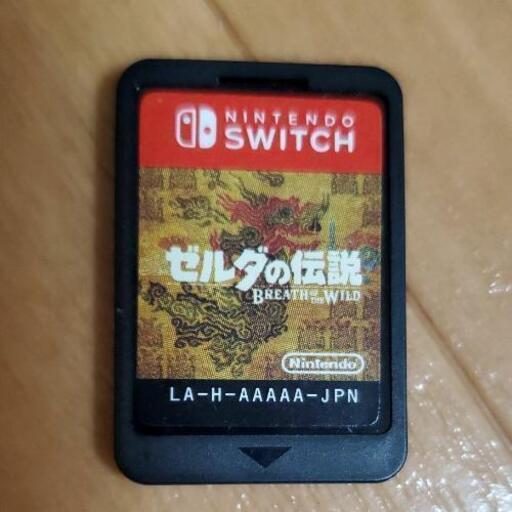 NINTENDO
SWITCH
ゼルダの伝説
BREATH OF THE WILD
Nintendo
LA-H-AAAAA-JPN